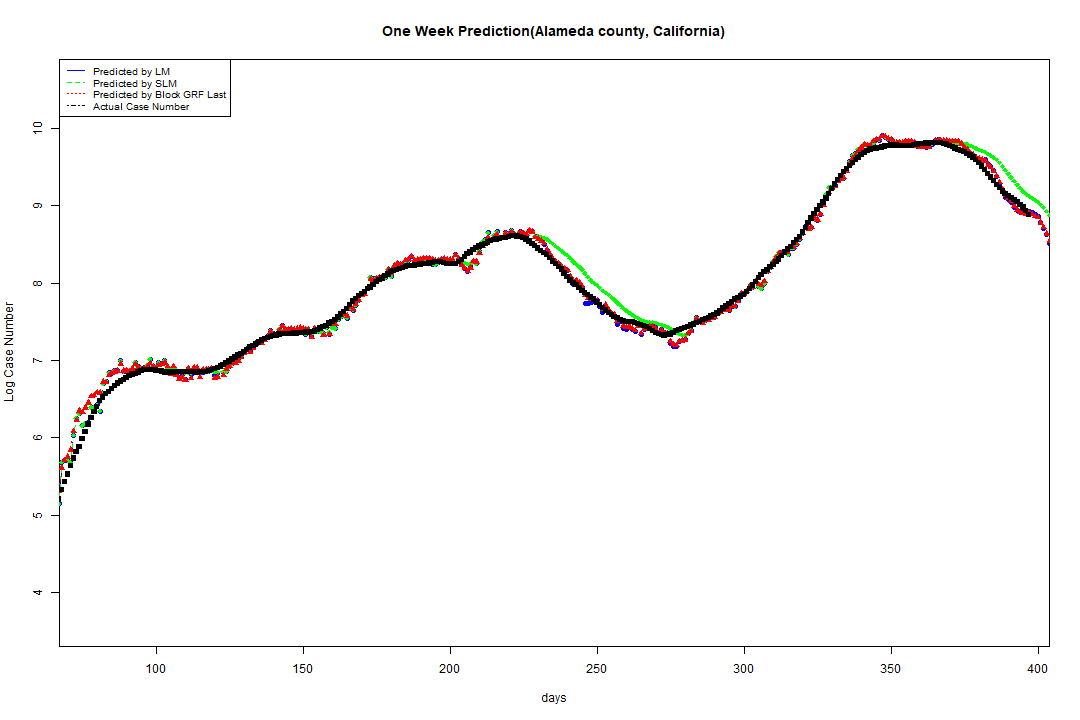 One Week Prediction(Alameda county, California)
Predicted by LM
Predicted by SLM
Predicted by Block GRF Last
Actual Case Number
10
9
8
7
6
5
4
Log Case Number
100 150 200 250 300 350 400
days